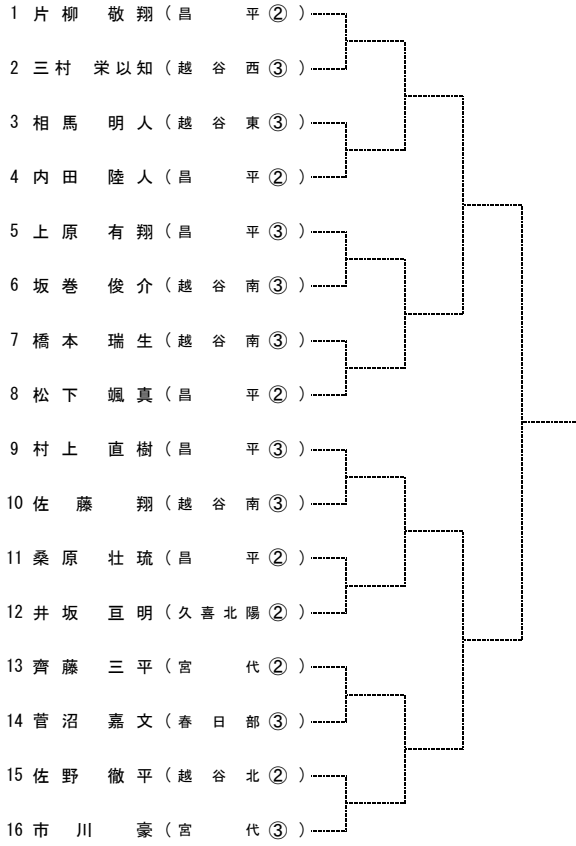 1 片柳 敬翔 (昌平②)
2 三村 栄以知 (越谷西③)
3 相馬 明人 (越谷東③)
4 内田 陸人 (昌平②)
5 上原 有翔 (昌平③)
6 坂巻 俊介 (越谷南③)
7 橋本 瑞生 (越谷南③)
8 松下 颯真 (昌平②)
9 村上 直樹 (昌平③)
10 佐藤 翔 (越谷南③)
11 桑原 壮琉 (昌平②)
12 井坂 亘明 (久喜北陽②)
13 齊藤 三平 (宮代②)
14 菅沼 嘉文 (春日部③)
15 佐野 徹平 (越谷北②)
16 市川 豪 (宮代③)